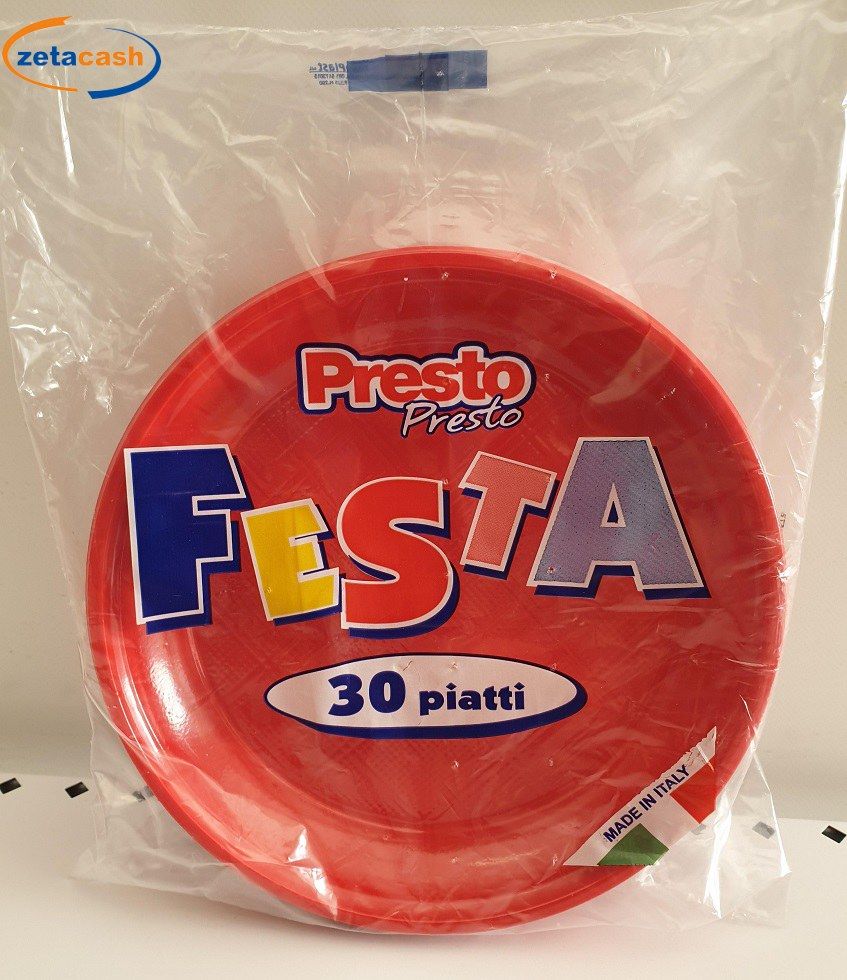 zetacash
Presto
Presto
FESTA
30 piatti
MADE IN ITALY